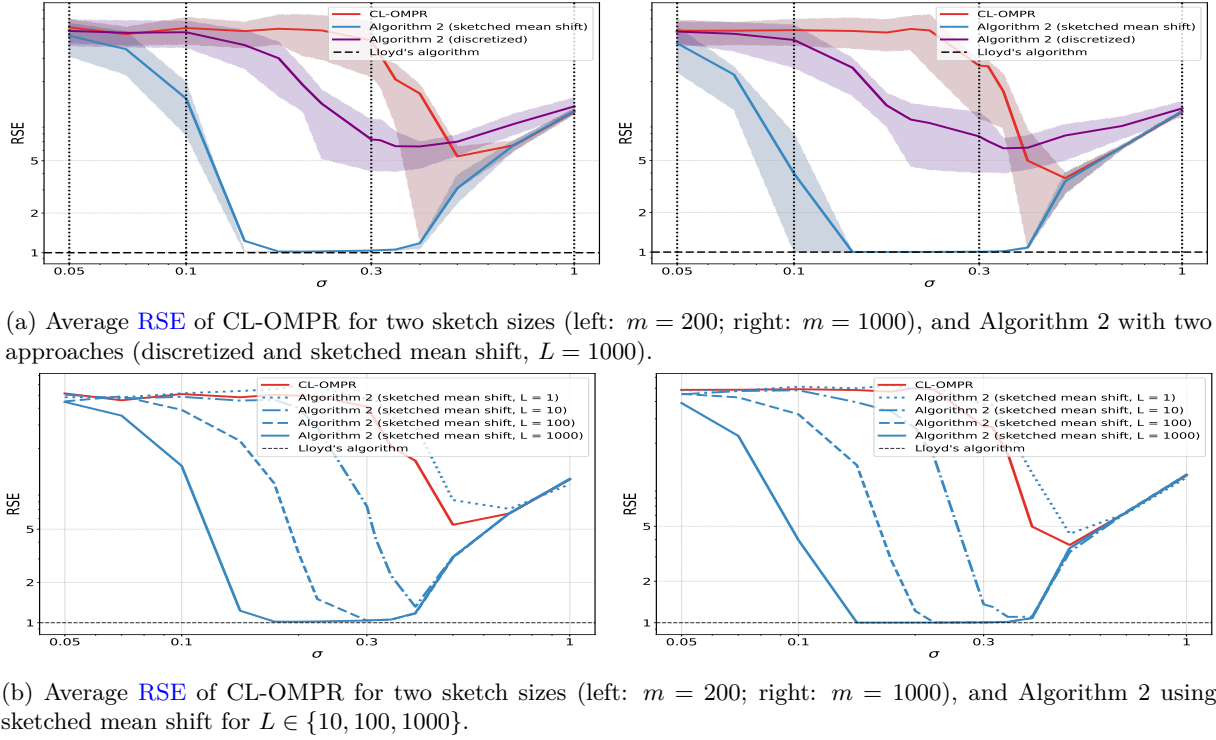 CL-OMPR
Algorithm 2 (sketched mean shift)
Algorithm 2 (discretized)
Lloyd's algorithm
RSE
5
2
1
0.05
0.1
0.3
1
σ
CL-OMPR
Algorithm 2 (sketched mean shift)
Algorithm 2 (discretized)
Lloyd's algorithm
RSE
5
2
1
0.05
0.1
0.3
1
σ
(a) Average RSE of CL-OMPR for two sketch sizes (left: m = 200; right: m = 1000), and Algorithm 2 with two
approaches (discretized and sketched mean shift, L = 1000).
CL-OMPR
Algorithm 2 (sketched mean shift, L = 1)
Algorithm 2 (sketched mean shift, L = 10)
Algorithm 2 (sketched mean shift, L = 100)
Algorithm 2 (sketched mean shift, L = 1000)
Lloyd's algorithm
RSE
5
2
1
0.05
0.1
0.3
1
σ
CL-OMPR
Algorithm 2 (sketched mean shift, L = 1)
Algorithm 2 (sketched mean shift, L = 10)
Algorithm 2 (sketched mean shift, L = 100)
Algorithm 2 (sketched mean shift, L = 1000)
Lloyd's algorithm
RSE
5
2
1
0.05
0.1
0.3
1
σ
(b) Average RSE of CL-OMPR for two sketch sizes (left: m = 200; right: m = 1000), and Algorithm 2 using
sketched mean shift for L ∈ {10, 100, 1000}.